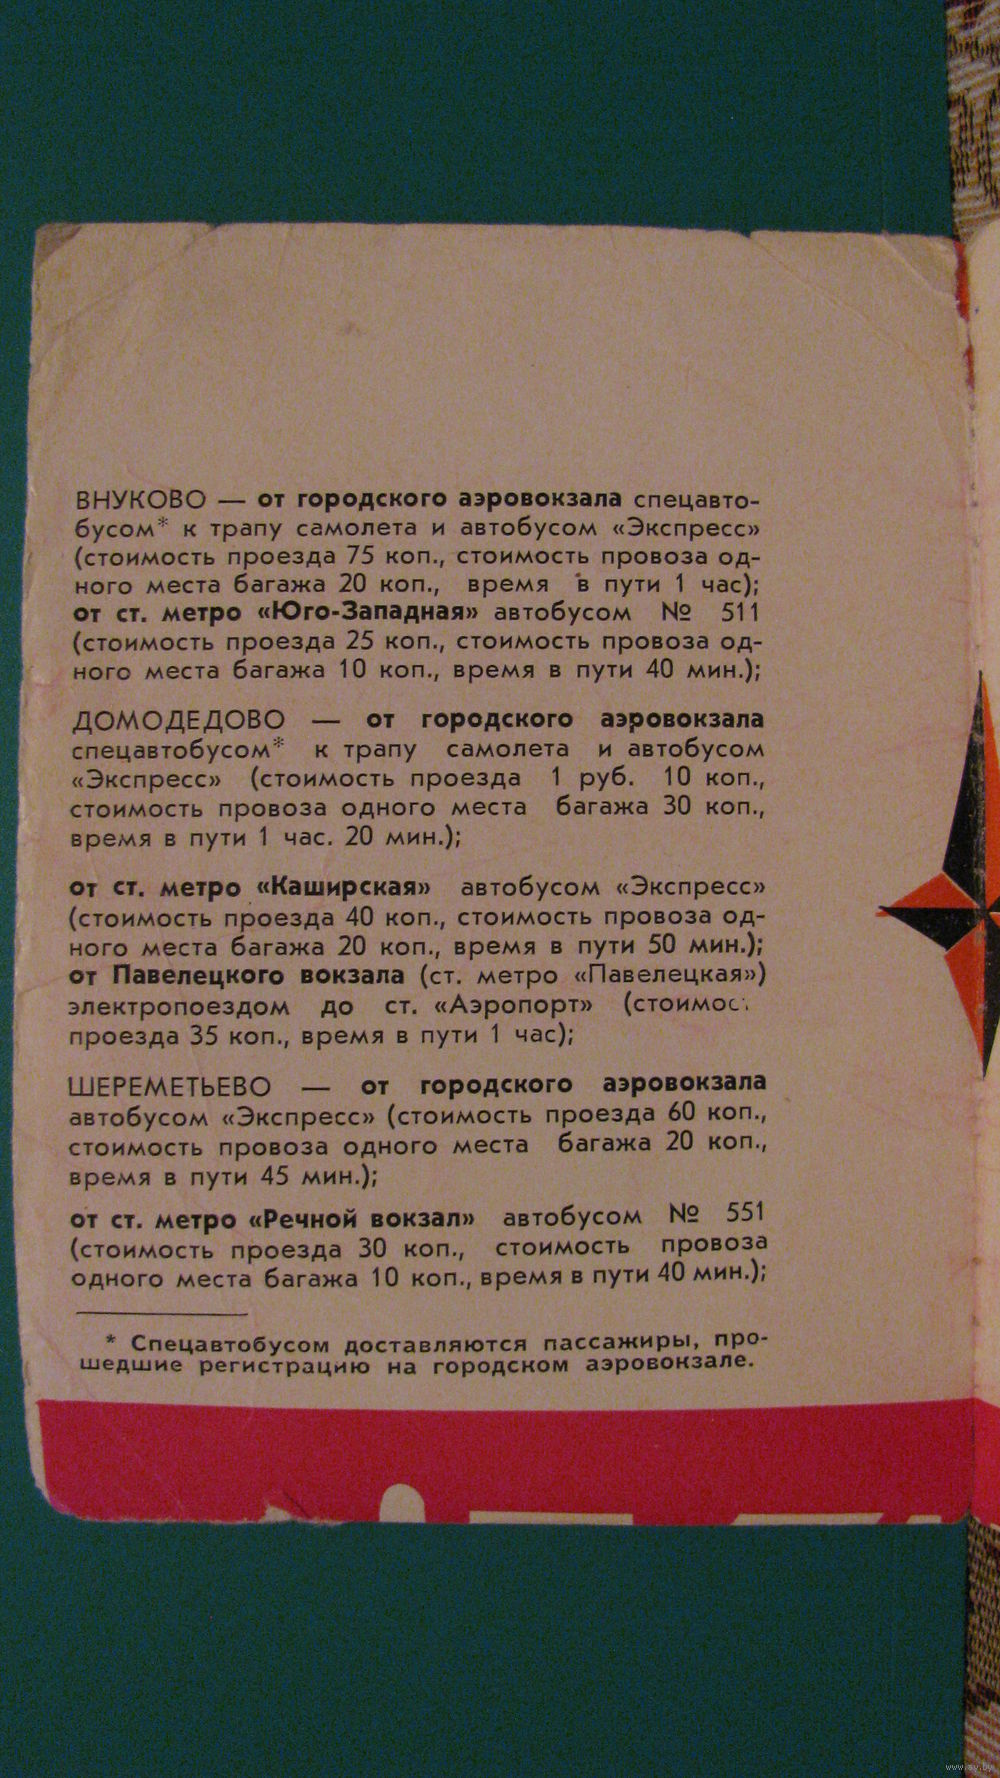 ВНУКОВО — от городского аэровокзала спецавто-
бусом* к трапу самолета и автобусом «Экспресс»
(стоимость проезда 75 коп., стоимость провоза од-
ного места багажа 20 коп., время в пути 1 час);
от ст. метро «Юго-Западная» автобусом № 511
(стоимость проезда 25 коп., стоимость провоза од-
ного места багажа 10 коп., время в пути 40 мин.);
ДОМОДЕДОВО — от городского аэровокзала
спецавтобусом* к трапу самолета и автобусом
«Экспресс» (стоимость проезда 1 руб. 10 коп.,
стоимость провоза одного места багажа 30 коп.,
время в пути 1 час. 20 мин.);
от ст. метро «Каширская» автобусом «Экспресс»
(стоимость проезда 40 коп., стоимость провоза од-
ного места багажа 20 коп., время в пути 50 мин.);
от Павелецкого вокзала (ст. метро «Павелецкая»)
электропоездом до ст. «Аэропорт» (стоимос
проезда 35 коп., время в пути 1 час);
ШЕРЕМЕТЬЕВО — от городского аэровокзала
автобусом «Экспресс» (стоимость проезда 60 коп.,
стоимость провоза одного места багажа 20 коп.,
время в пути 45 мин.);
от ст. метро «Речной вокзал» автобусом № 551
(стоимость проезда 30 коп., стоимость провоза
одного места багажа 10 коп., время в пути 40 мин.);
* Спецавтобусом доставляются пассажиры, про-
шедшие регистрацию на городском аэровокзале.
www.ay.by